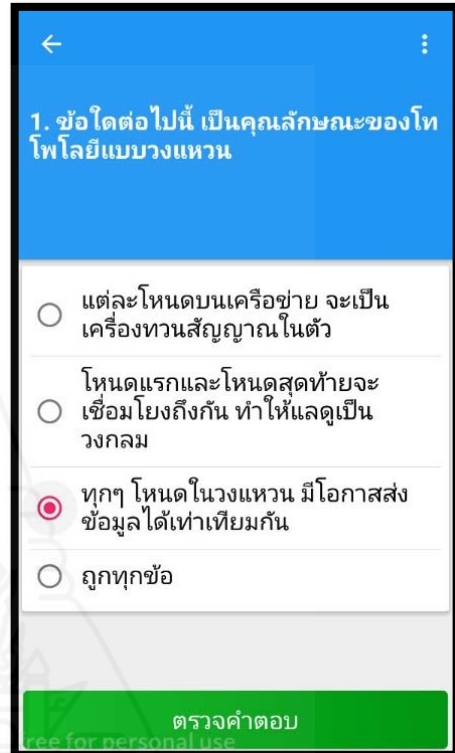 1. ข้อใดต่อไปนี้ เป็นคุณลักษณะของโท
โพโลยีแบบวงแหวน
แต่ละโหนดบนเครือข่าย จะเป็น
เครื่องทวนสัญญาณในตัว
โหนดแรกและโหนดสุดท้ายจะ
เชื่อมโยงถึงกัน ทำให้แลดูเป็น
วงกลม
ทุกๆ โหนดในวงแหวน มีโอกาสส่ง
ข้อมูลได้เท่าเทียมกัน
ถูกทุกข้อ
ตรวจคำตอบ
ree for personal use